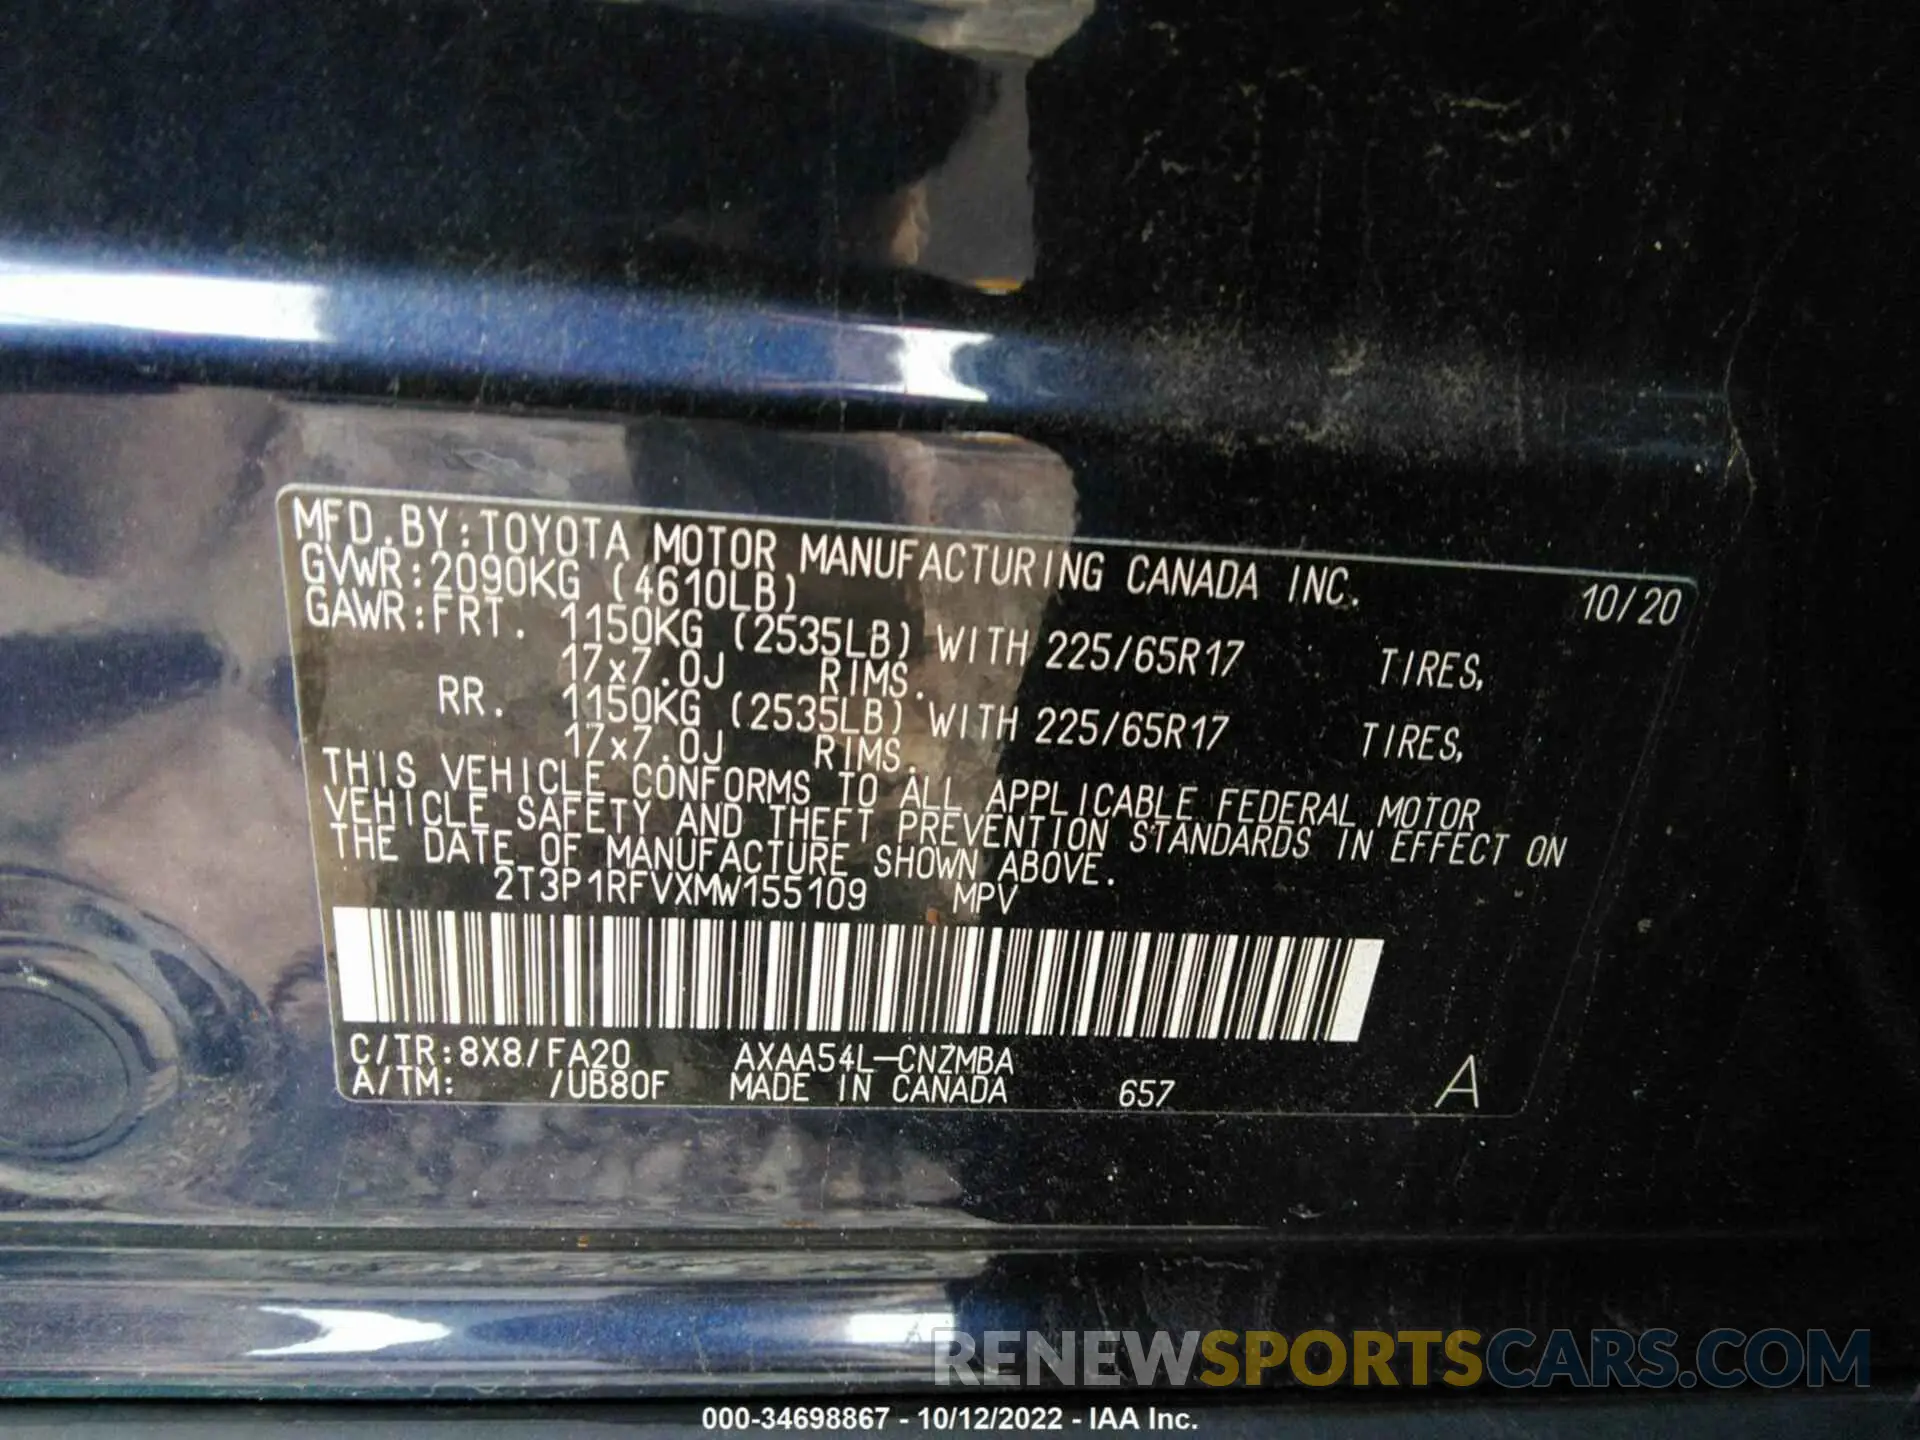 MFD.BY:TOYOTA MOTOR MANUFACTURING CANADA INC. 10/20
GVWR:2090KG (4610LB)
GAWR:FRT. 1150KG (2535LB) WITH 225/65R17 TIRES,
17x7.0J RIMS.
RR. 1150KG (2535LB) WITH 225/65R17 TIRES,
17x7.0J RIMS.
THIS VEHICLE CONFORMS TO ALL APPLICABLE FEDERAL MOTOR
VEHICLE SAFETY AND THEFT PREVENTION STANDARDS IN EFFECT ON
THE DATE OF MANUFACTURE SHOWN ABOVE.
2T3P1RFVXMW155109 MPV
C/TR:8X8/FA20 AXAA54L-CNZMBA
A/TM: /UB80F MADE IN CANADA 657 A
RENEWSPORTSCARS.COM
000-34698867 - 10/12/2022 - IAA Inc.